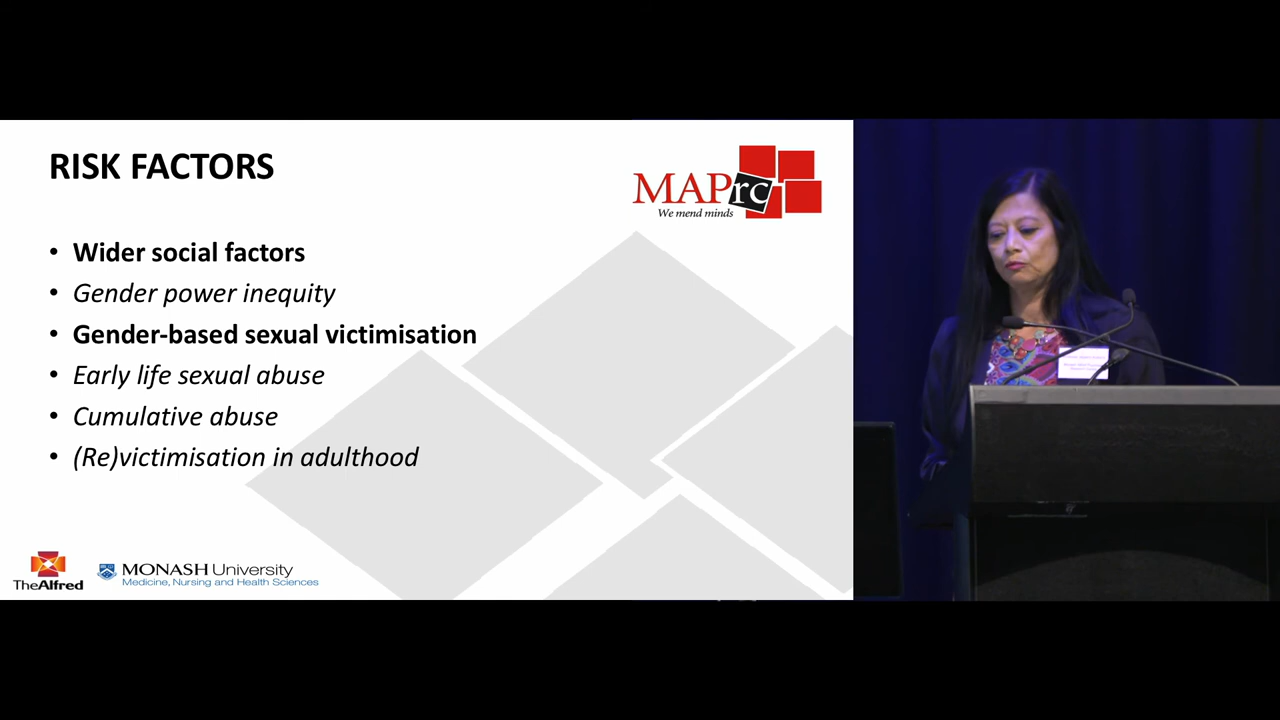 RISK FACTORS
MAPrc
We mend minds
• Wider social factors
• Gender power inequity
• Gender-based sexual victimisation
• Early life sexual abuse
• Cumulative abuse
• (Re)victimisation in adulthood
TheAlfred
MONASH University
Medicine, Nursing and Health Sciences